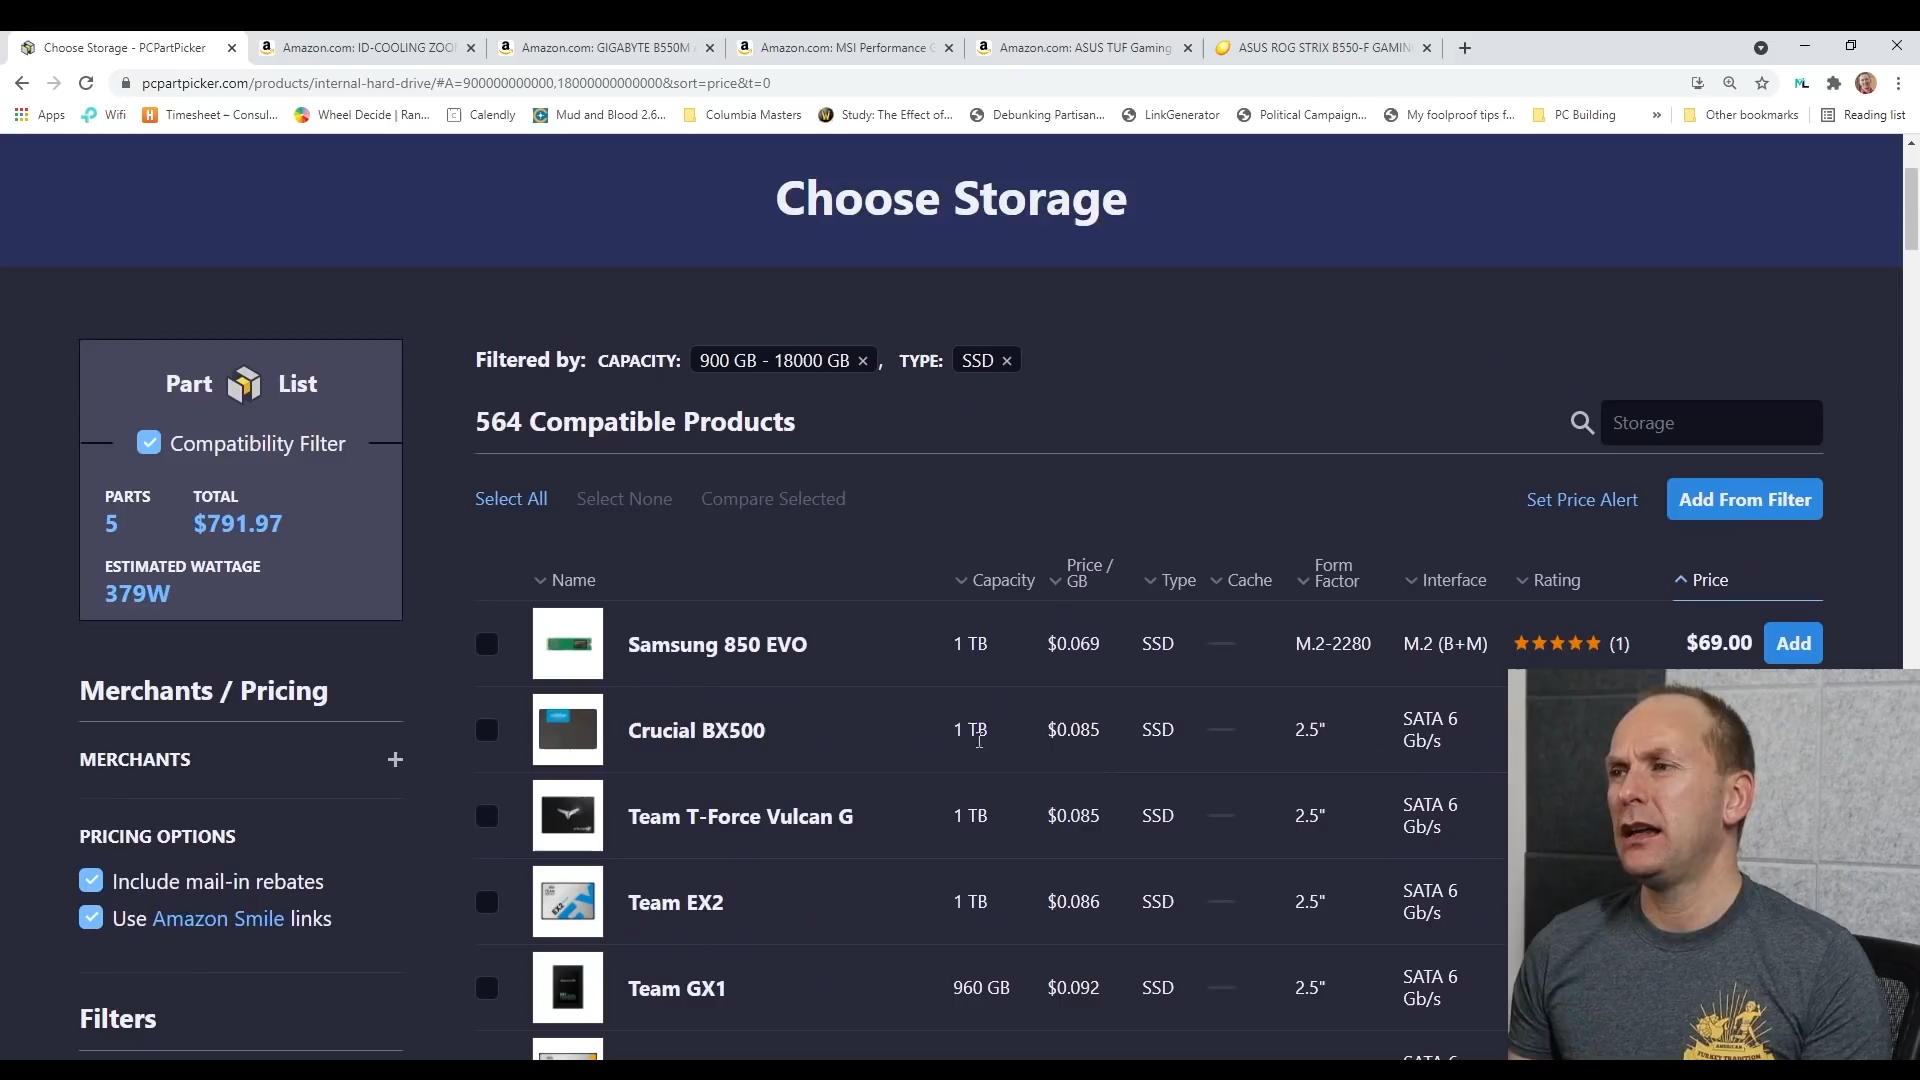 Choose Storage - PCPartPicker
Amazon.com: ID-COOLING ZOO
Amazon.com: GIGABYTE B550M
Amazon.com: MSI Performance G
Amazon.com: ASUS TUF Gaming
ASUS ROG STRIX B550-F GAMIN
pcpartpicker.com/products/internal-hard-drive/#A=900000000000,18000000000000&sort=price&t=0
Apps
Wifi
Timesheet – Consul...
Wheel Decide | Ran...
Calendly
Mud and Blood 2.6...
Columbia Masters
Study: The Effect of...
Debunking Partisan...
LinkGenerator
Political Campaign...
My foolproof tips f...
PC Building
»
Other bookmarks
Reading list
Choose Storage
Part List
Compatibility Filter
PARTS TOTAL
5 $791.97
ESTIMATED WATTAGE
379W
Merchants / Pricing
MERCHANTS +
PRICING OPTIONS
Include mail-in rebates
Use Amazon Smile links
Filters
Filtered by: CAPACITY: 900 GB - 18000 GB ×, TYPE: SSD ×
564 Compatible Products
Storage
Select All Select None Compare Selected
Set Price Alert Add From Filter
Name Capacity Price / GB Type Cache Form Factor Interface Rating Price
Samsung 850 EVO 1 TB $0.069 SSD M.2-2280 M.2 (B+M) (1) $69.00 Add
Crucial BX500 1 TB $0.085 SSD 2.5" SATA 6 Gb/s
Team T-Force Vulcan G 1 TB $0.085 SSD 2.5" SATA 6 Gb/s
Team EX2 1 TB $0.086 SSD 2.5" SATA 6 Gb/s
Team GX1 960 GB $0.092 SSD 2.5" SATA 6 Gb/s
AMERICAN
TURKEY TRADITION